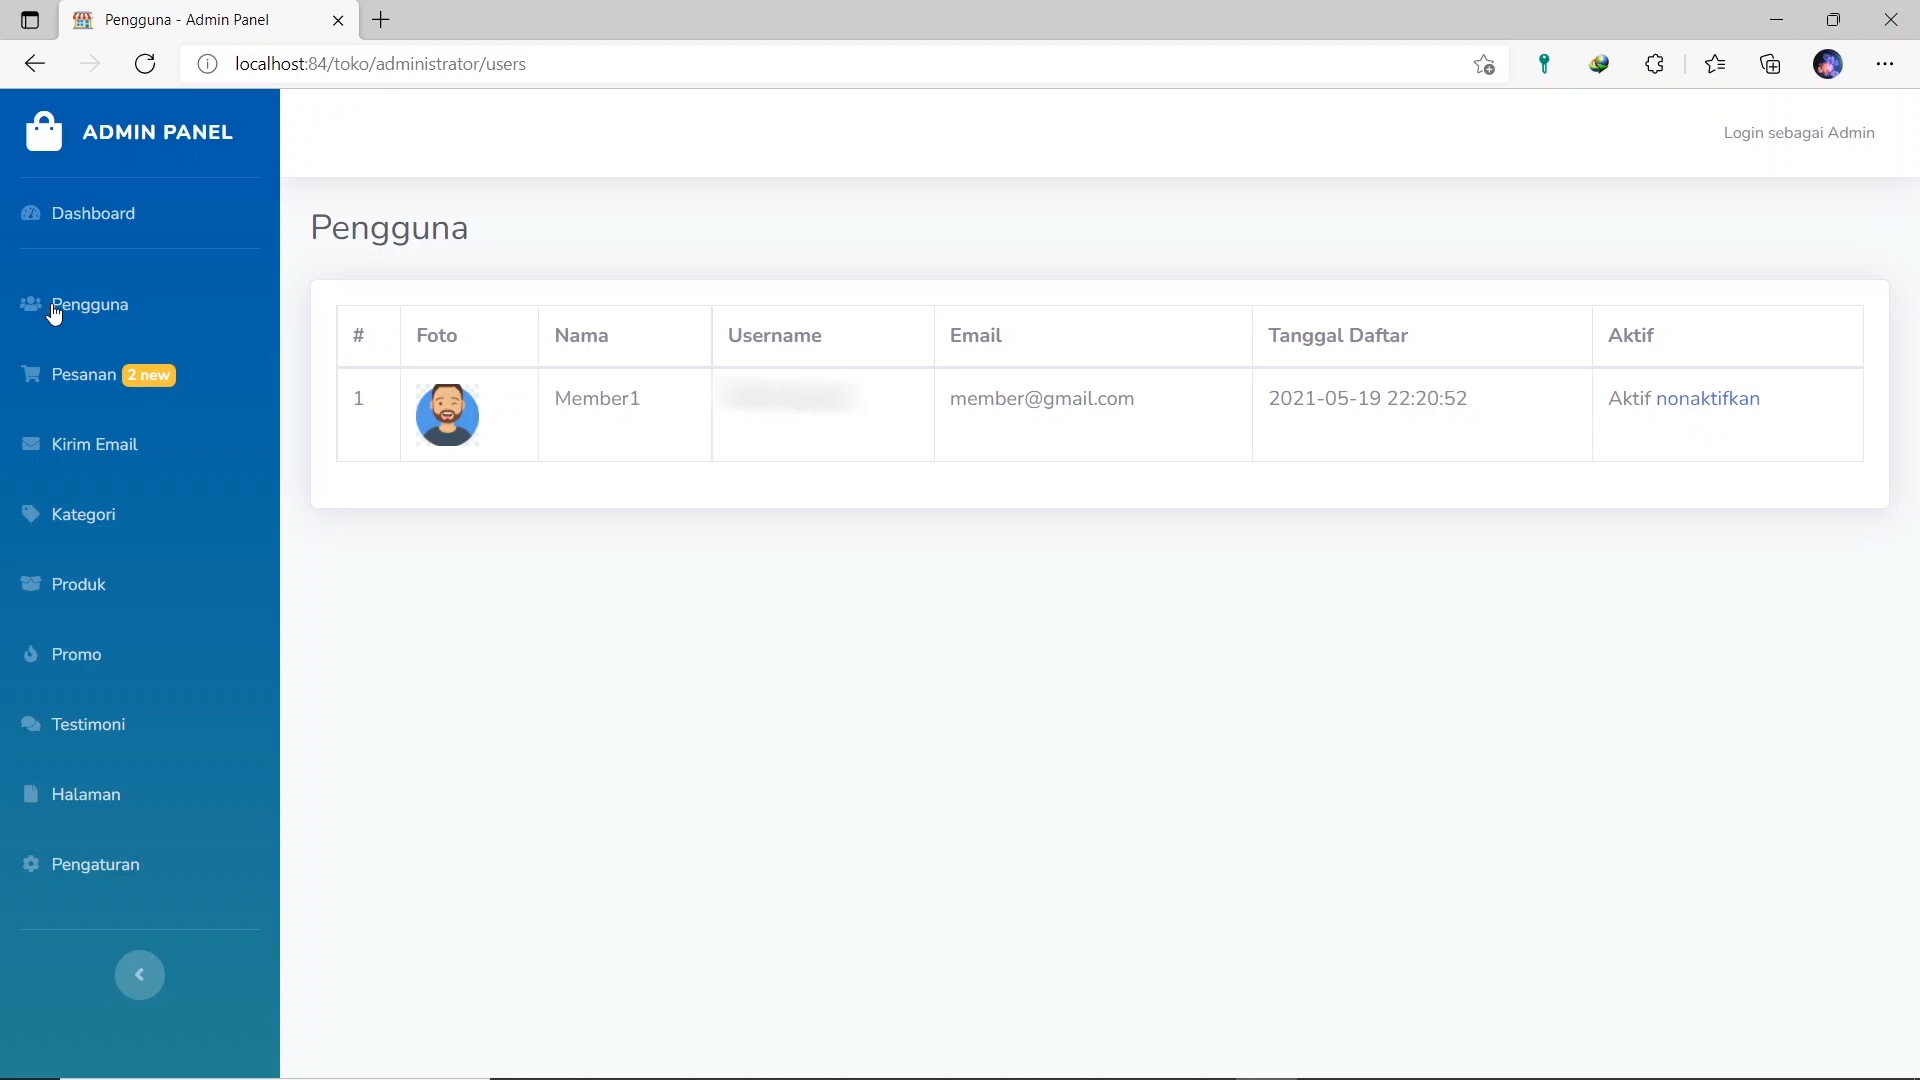 Pengguna - Admin Panel
localhost:84/toko/administrator/users
ADMIN PANEL
Login sebagai Admin
Dashboard
Pengguna
Pesanan 2 new
Kirim Email
Kategori
Produk
Promo
Testimoni
Halaman
Pengaturan
Pengguna
# Foto Nama Username Email Tanggal Daftar Aktif
1 Member1 member@gmail.com 2021-05-19 22:20:52 Aktif nonaktifkan